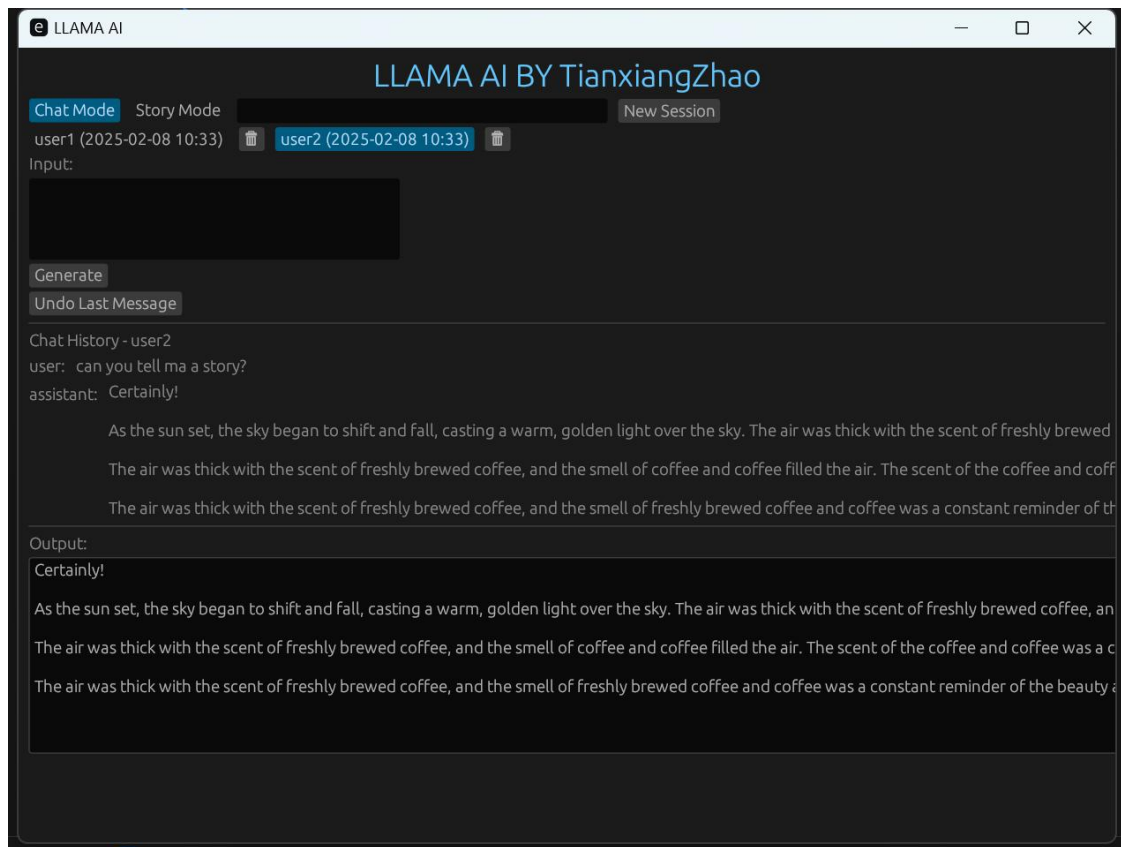 e LLAMA AI
LLAMA AI BY TianxiangZhao
Chat Mode Story Mode New Session
user1 (2025-02-08 10:33) user2 (2025-02-08 10:33)
Input:
Generate
Undo Last Message
Chat History - user2
user: can you tell ma a story?
assistant: Certainly!
As the sun set, the sky began to shift and fall, casting a warm, golden light over the sky. The air was thick with the scent of freshly brewed
The air was thick with the scent of freshly brewed coffee, and the smell of coffee and coffee filled the air. The scent of the coffee and coff
The air was thick with the scent of freshly brewed coffee, and the smell of freshly brewed coffee and coffee was a constant reminder of th
Output:
Certainly!
As the sun set, the sky began to shift and fall, casting a warm, golden light over the sky. The air was thick with the scent of freshly brewed coffee, an
The air was thick with the scent of freshly brewed coffee, and the smell of coffee and coffee filled the air. The scent of the coffee and coffee was a c
The air was thick with the scent of freshly brewed coffee, and the smell of freshly brewed coffee and coffee was a constant reminder of the beauty a